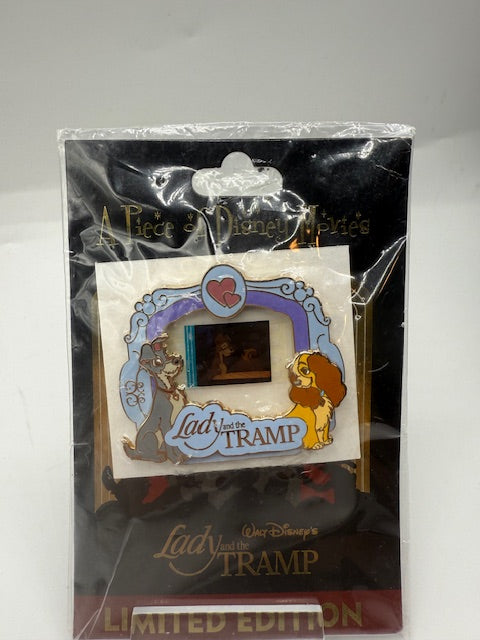 A Piece of Disney Movies
Lady and the
TRAMP
Walt Disney's
Lady and the
TRAMP
LIMITED EDITION